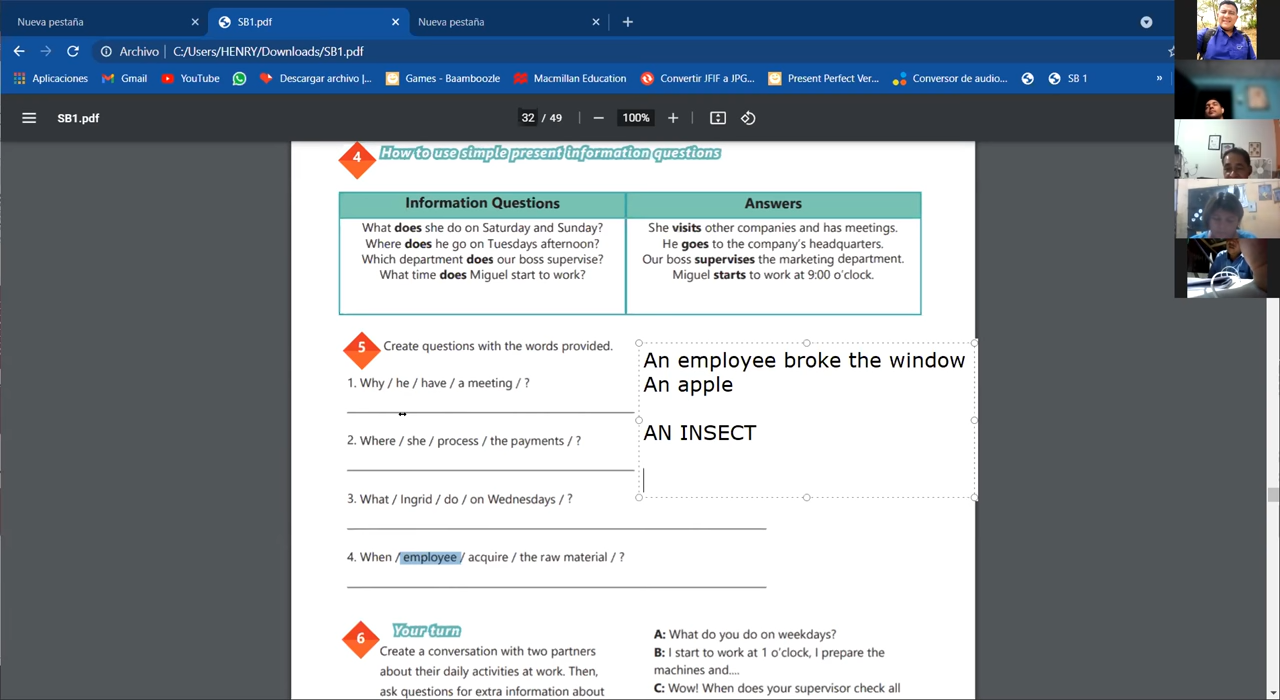 Nueva pestaña
SB1.pdf
Nueva pestaña
Archivo C:/Users/HENRY/Downloads/SB1.pdf
Aplicaciones Gmail YouTube Descargar archivo |... Games - Baamboozle Macmillan Education Convertir JFIF a JPG... Present Perfect Ver... Conversor de audio... SB 1 »
SB1.pdf 32 / 49 100%
4 How to use simple present information questions
Information Questions
What does she do on Saturday and Sunday?
Where does he go on Tuesdays afternoon?
Which department does our boss supervise?
What time does Miguel start to work?
Answers
She visits other companies and has meetings.
He goes to the company's headquarters.
Our boss supervises the marketing department.
Miguel starts to work at 9:00 o'clock.
5 Create questions with the words provided.
1. Why / he / have / a meeting / ?
2. Where / she / process / the payments / ?
3. What / Ingrid / do / on Wednesdays / ?
4. When / employee / acquire / the raw material / ?
An employee broke the window
An apple
AN INSECT
6 Your turn
Create a conversation with two partners
about their daily activities at work. Then,
ask questions for extra information about
A: What do you do on weekdays?
B: I start to work at 1 o'clock, I prepare the
machines and....
C: Wow! When does your supervisor check all